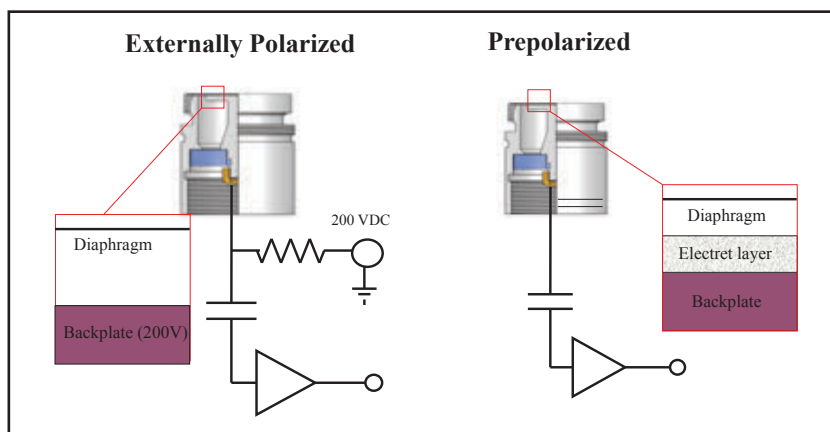 Externally Polarized
Prepolarized
200 VDC
Diaphragm
Backplate (200V)
Diaphragm
Electret layer
Backplate